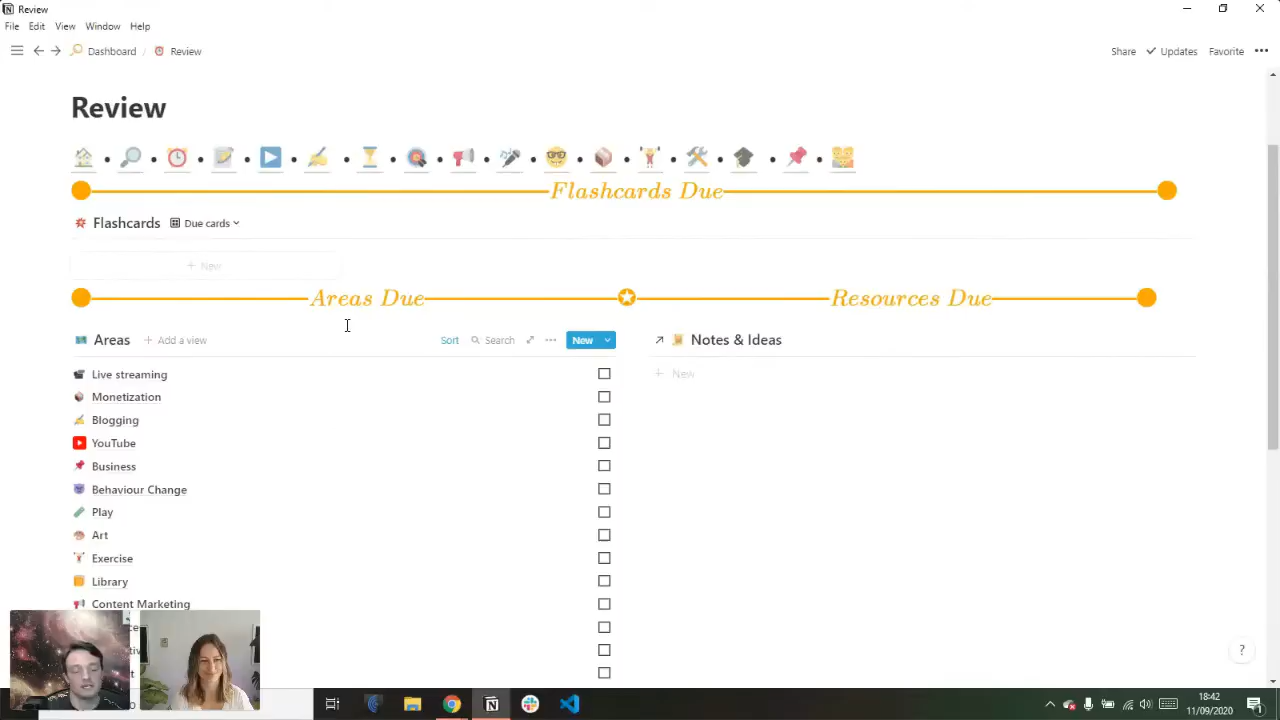 Review
File Edit View Window Help
Dashboard / Review
Share Updates Favorite
Review
Flashcards Due
Flashcards Due cards
+ New
Areas Due
Resources Due
Areas + Add a view Sort Search New
Notes & Ideas
Live streaming
+ New
Monetization
Blogging
YouTube
Business
Behaviour Change
Play
Art
Exercise
Library
Content Marketing
?
18:42
11/09/2020